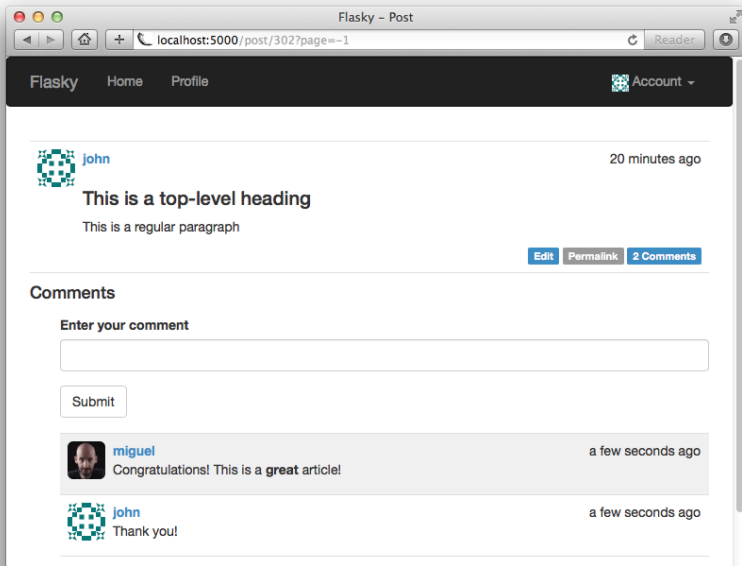 Flasky – Post
localhost:5000/post/302?page=-1
Reader
Flasky Home Profile Account
john 20 minutes ago
This is a top-level heading
This is a regular paragraph
Edit Permalink 2 Comments
Comments
Enter your comment
Submit
miguel a few seconds ago
Congratulations! This is a great article!
john a few seconds ago
Thank you!